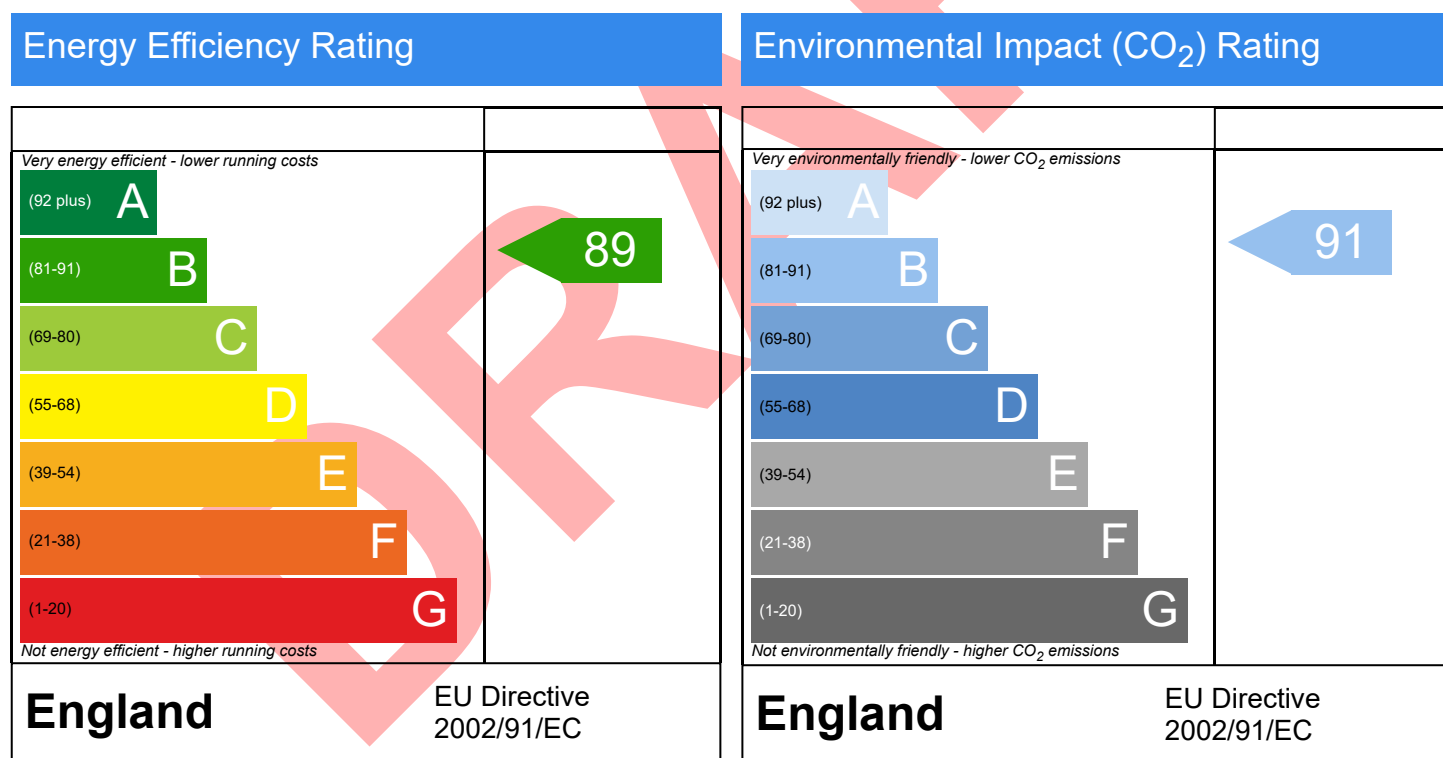 Energy Efficiency Rating
Very energy efficient - lower running costs
(92 plus) A
(81-91) B
(69-80) C
(55-68) D
(39-54) E
(21-38) F
(1-20) G
Not energy efficient - higher running costs
89
England
EU Directive
2002/91/EC
Environmental Impact (CO₂) Rating
Very environmentally friendly - lower CO₂ emissions
(92 plus) A
(81-91) B
(69-80) C
(55-68) D
(39-54) E
(21-38) F
(1-20) G
Not environmentally friendly - higher CO₂ emissions
91
England
EU Directive
2002/91/EC